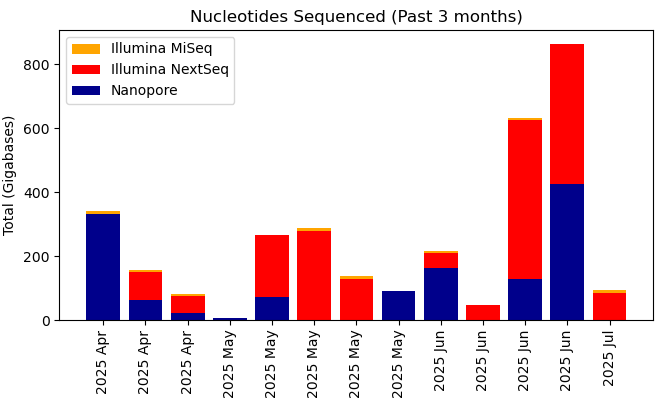 Nucleotides Sequenced (Past 3 months)
Illumina MiSeq
Illumina NextSeq
Nanopore
Total (Gigabases)
800
600
400
200
0
2025 Apr
2025 Apr
2025 Apr
2025 May
2025 May
2025 May
2025 May
2025 May
2025 Jun
2025 Jun
2025 Jun
2025 Jun
2025 Jul